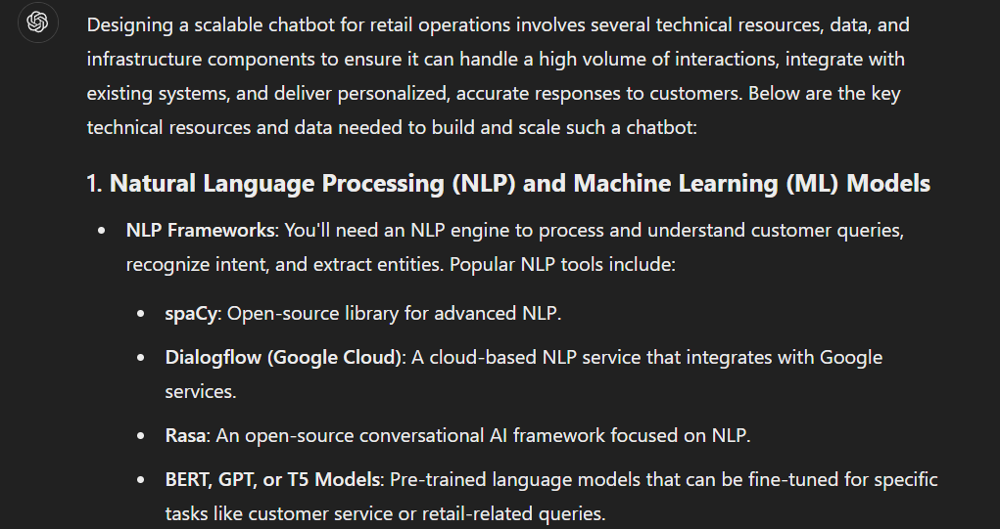 Designing a scalable chatbot for retail operations involves several technical resources, data, and
infrastructure components to ensure it can handle a high volume of interactions, integrate with
existing systems, and deliver personalized, accurate responses to customers. Below are the key
technical resources and data needed to build and scale such a chatbot:
1. Natural Language Processing (NLP) and Machine Learning (ML) Models
• NLP Frameworks: You'll need an NLP engine to process and understand customer queries,
recognize intent, and extract entities. Popular NLP tools include:
• spaCy: Open-source library for advanced NLP.
• Dialogflow (Google Cloud): A cloud-based NLP service that integrates with Google
services.
• Rasa: An open-source conversational AI framework focused on NLP.
• BERT, GPT, or T5 Models: Pre-trained language models that can be fine-tuned for specific
tasks like customer service or retail-related queries.